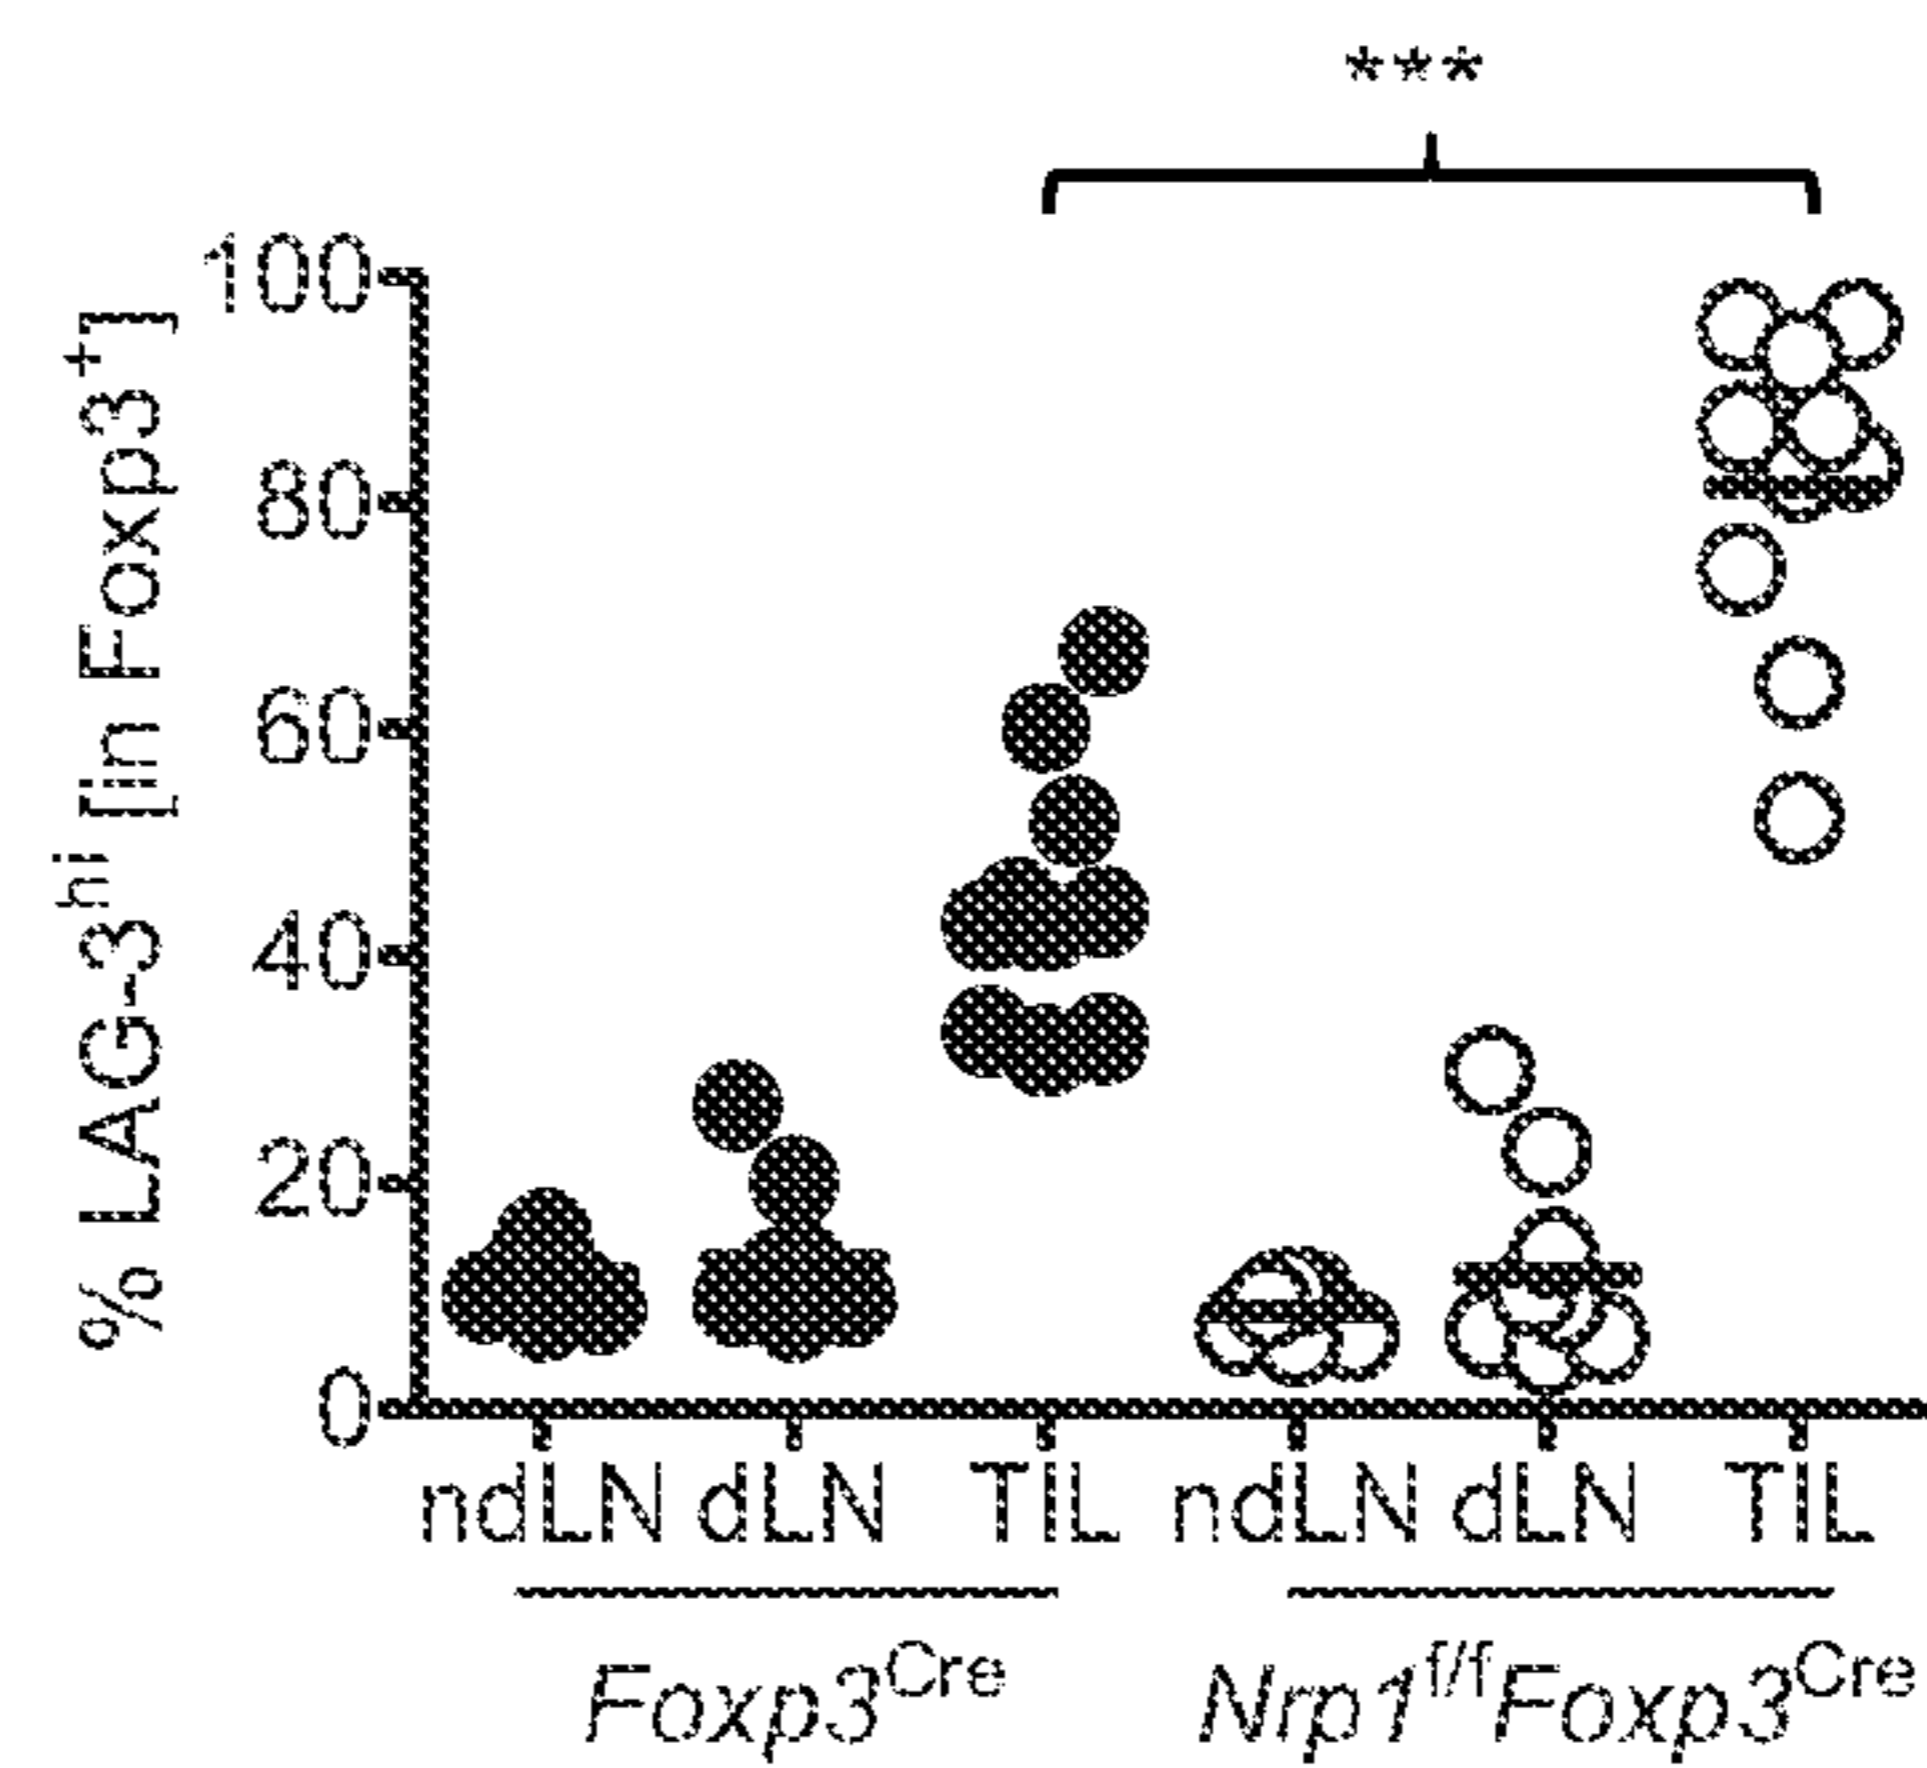 ***
% LAG-3hi [in Foxp3+]
100
80
60
40
20
0
ndLN dLN TIL ndLN dLN TIL
Foxp3Cre Nrp1f/fFoxp3Cre